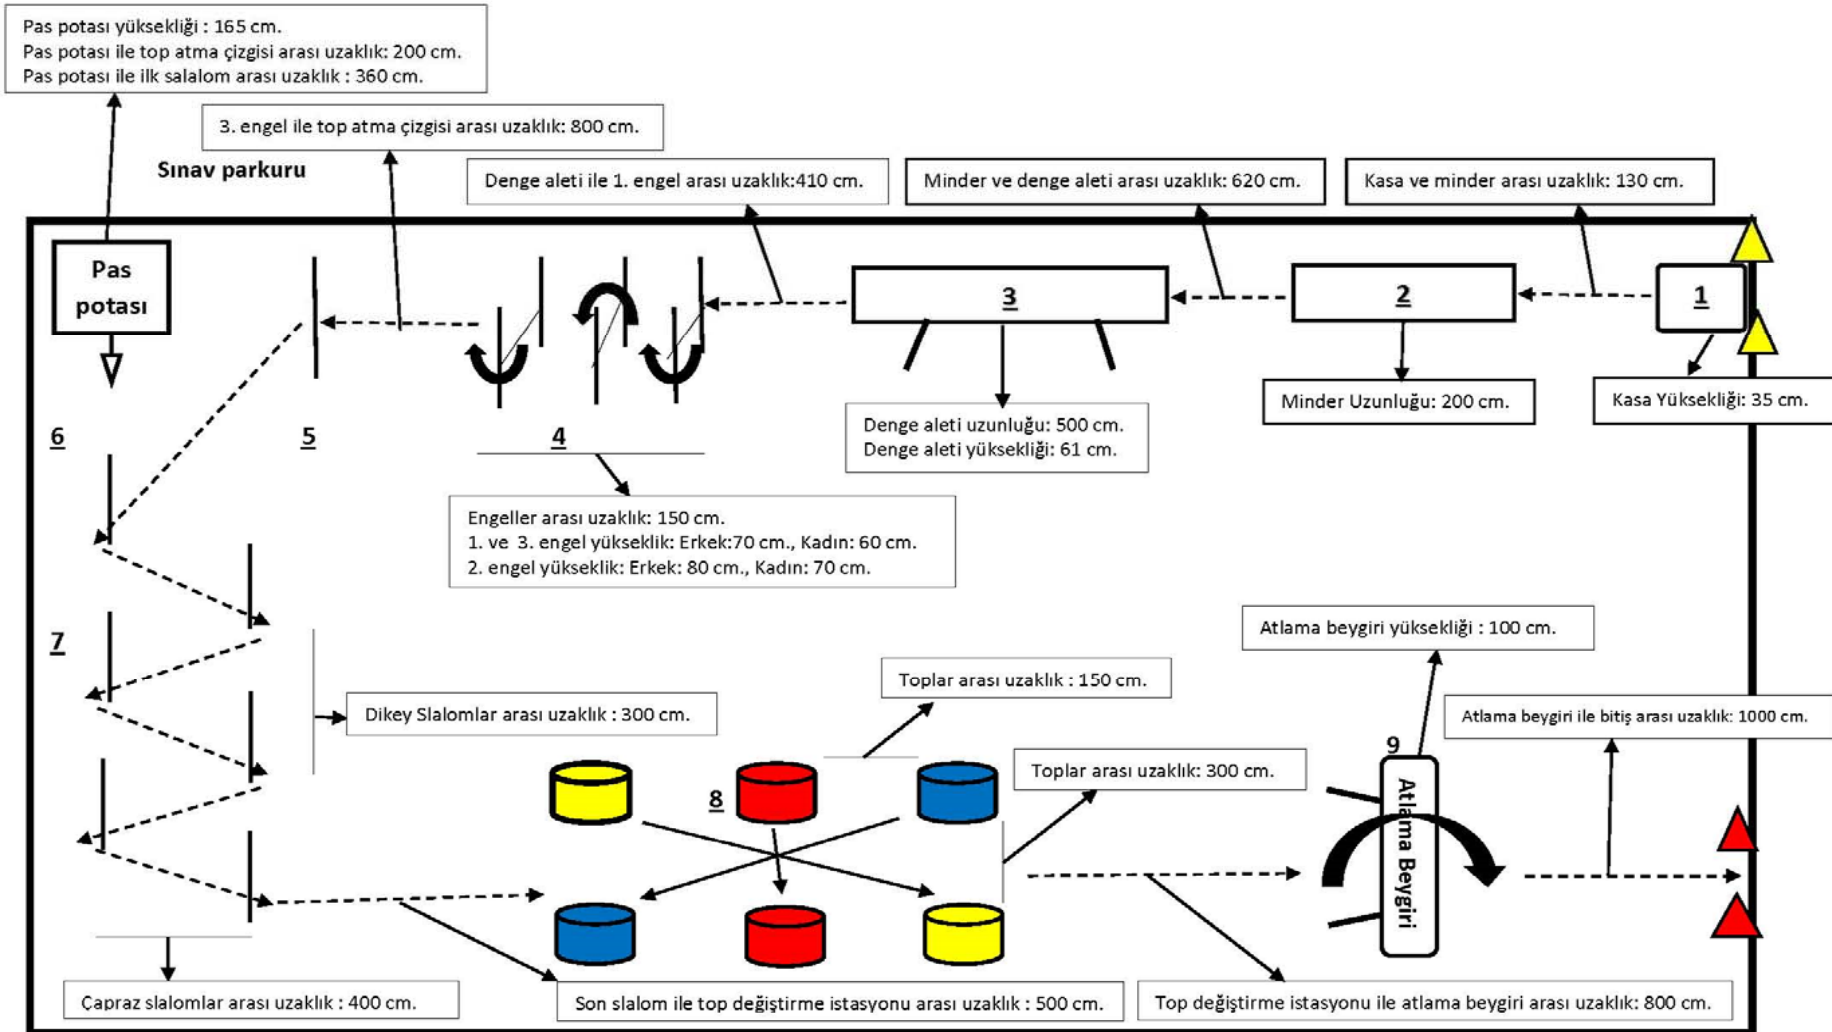 Pas potası yüksekliği : 165 cm.
Pas potası ile top atma çizgisi arası uzaklık: 200 cm.
Pas potası ile ilk salalom arası uzaklık : 360 cm.
3. engel ile top atma çizgisi arası uzaklık: 800 cm.
Sınav parkuru
Denge aleti ile 1. engel arası uzaklık:410 cm.
Minder ve denge aleti arası uzaklık: 620 cm.
Kasa ve minder arası uzaklık: 130 cm.
Pas
potası
3
2
1
Minder Uzunluğu: 200 cm.
Kasa Yüksekliği: 35 cm.
Denge aleti uzunluğu: 500 cm.
Denge aleti yüksekliği: 61 cm.
6
5
4
Engeller arası uzaklık: 150 cm.
1. ve 3. engel yükseklik: Erkek:70 cm., Kadın: 60 cm.
2. engel yükseklik: Erkek: 80 cm., Kadın: 70 cm.
7
Atlama beygiri yüksekliği : 100 cm.
Toplar arası uzaklık : 150 cm.
Dikey Slalomlar arası uzaklık : 300 cm.
Atlama beygiri ile bitiş arası uzaklık: 1000 cm.
9
Toplar arası uzaklık: 300 cm.
8
Atlama Beygiri
Çapraz slalomlar arası uzaklık : 400 cm.
Son slalom ile top değiştirme istasyonu arası uzaklık : 500 cm.
Top değiştirme istasyonu ile atlama beygiri arası uzaklık: 800 cm.